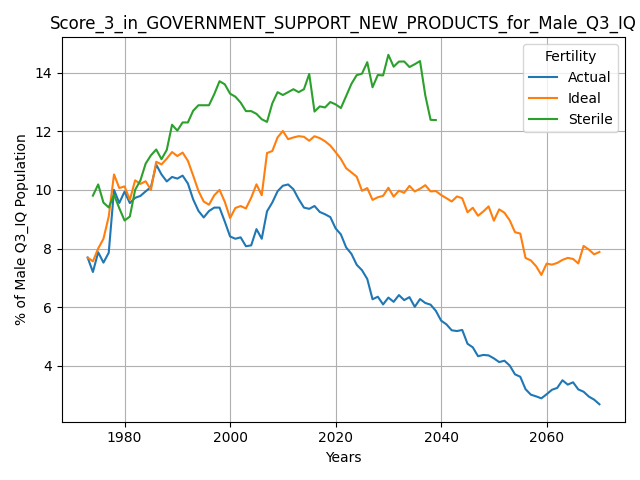 Score_3_in_GOVERNMENT_SUPPORT_NEW_PRODUCTS_for_Male_Q3_IQ
Fertility
Actual
Ideal
Sterile
% of Male Q3_IQ Population
14
12
10
8
6
4
1980
2000
2020
2040
2060
Years